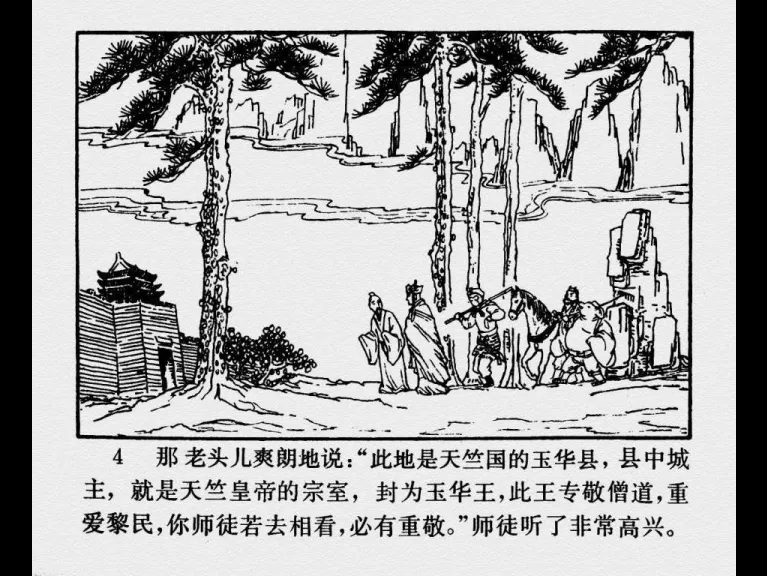 4 那老头儿爽朗地说：“此地是天竺国的玉华县，县中城
主，就是天竺皇帝的宗室，封为玉华王，此王专敬僧道，重
爱黎民，你师徒若去相看，必有重敬。”师徒听了非常高兴。